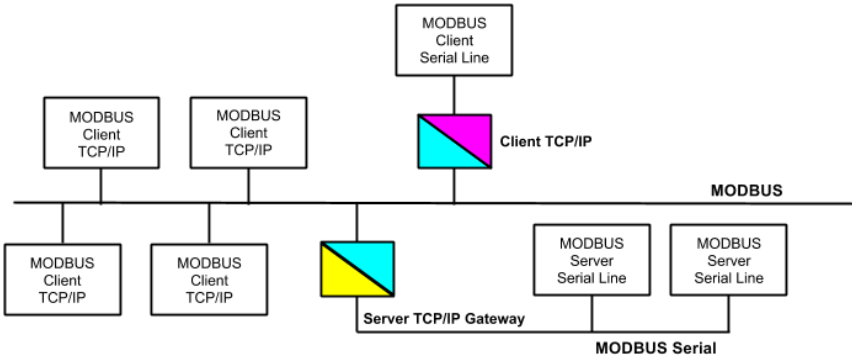 MODBUS
Client
Serial Line
MODBUS
Client
TCP/IP
MODBUS
Client
TCP/IP
Client TCP/IP
MODBUS
MODBUS
Client
TCP/IP
MODBUS
Client
TCP/IP
MODBUS
Server
Serial Line
MODBUS
Server
Serial Line
Server TCP/IP Gateway
MODBUS Serial